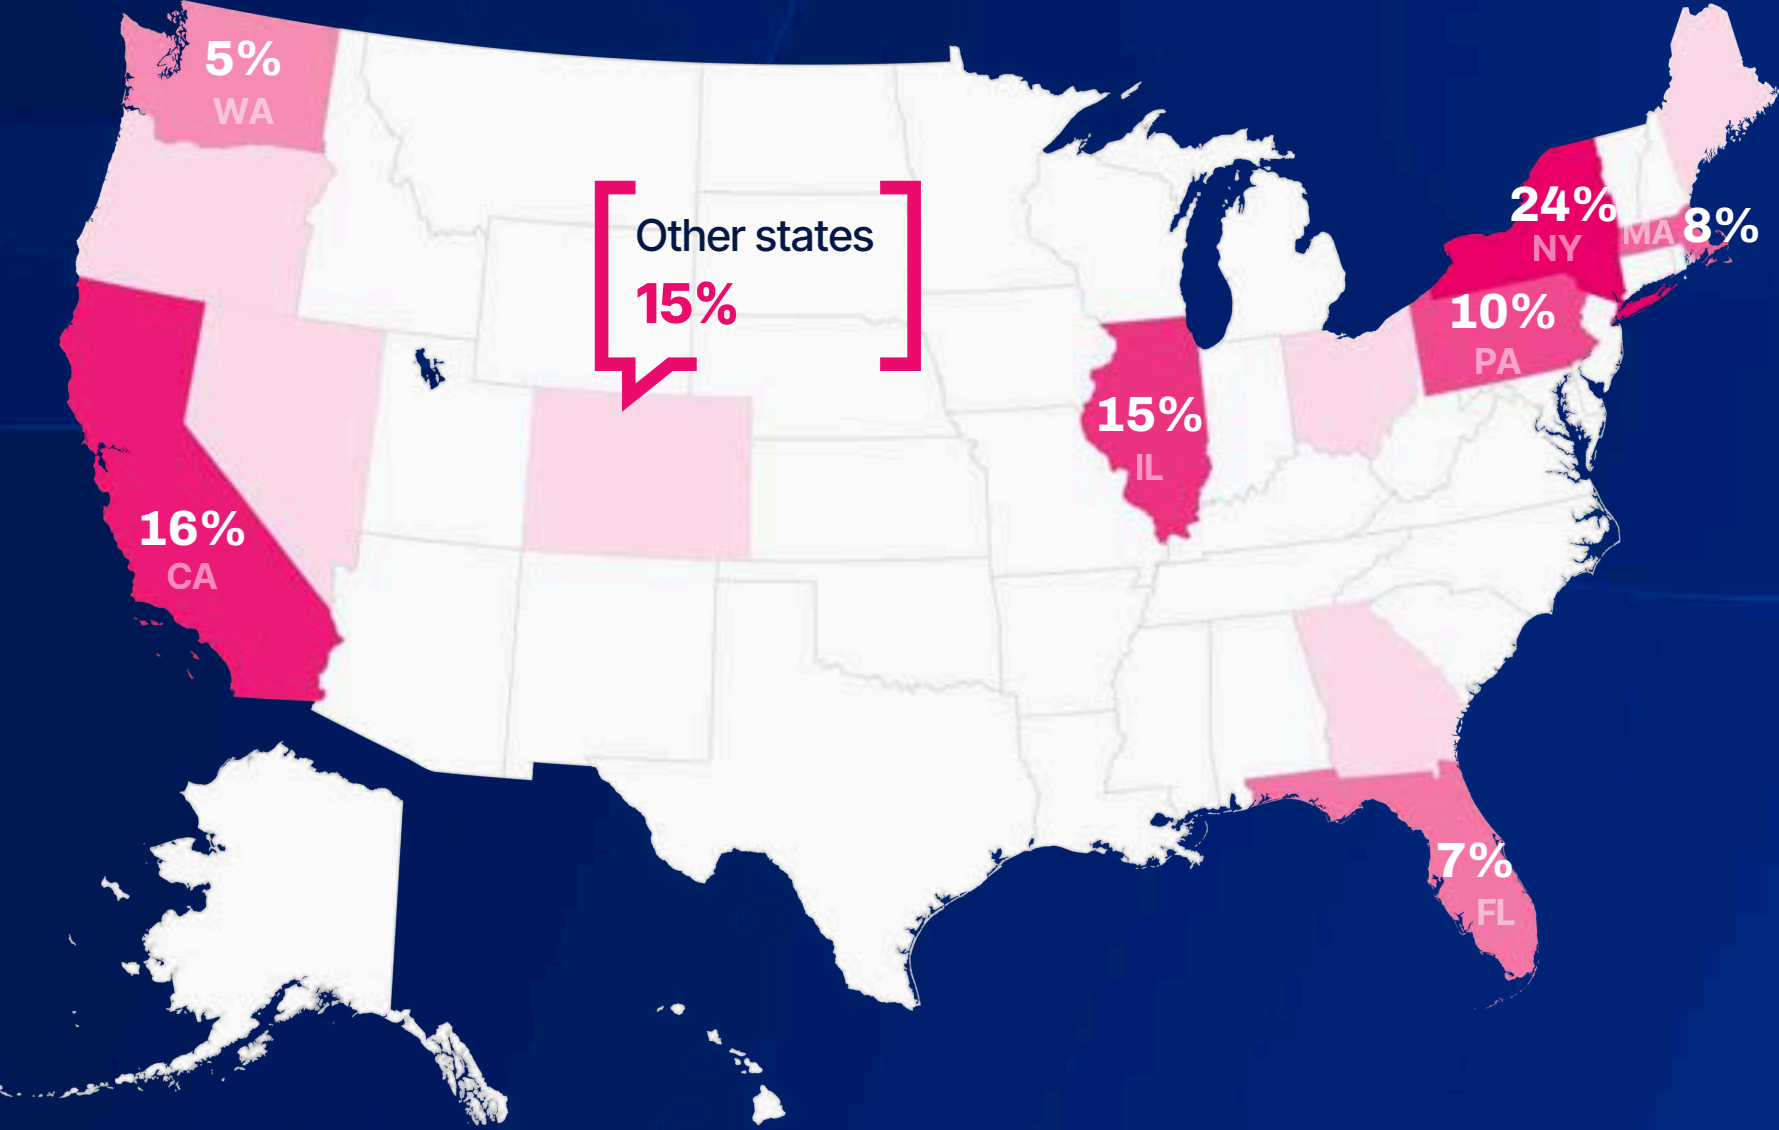 5%
WA
Other states
15%
24%
NY
MA 8%
10%
PA
15%
IL
16%
CA
7%
FL